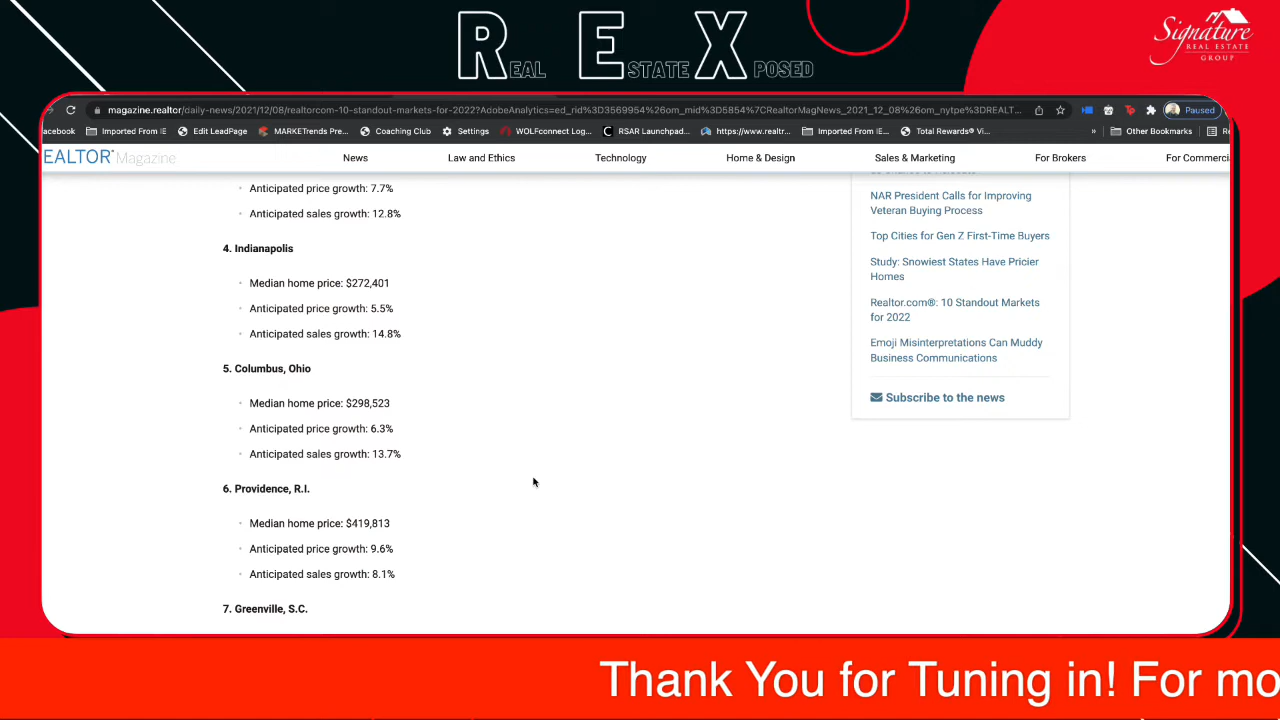 REAL ESTATE XPOSED
Signature
REAL ESTATE
GROUP
magazine.realtor/daily-news/2021/12/08/realtorcom-10-standout-markets-for-2022?AdobeAnalytics=ed_rid%3D3569954%26om_mid%3D5854%7CRealtorMagNews_2021_12_08%26om_nytpe%3DREALT... Paused
acebook Imported From IE Edit LeadPage MARKETrends Pre... Coaching Club Settings WOLFconnect Log... RSAR Launchpad... https://www.realtr... Imported From IE... Total Rewards® Vi... » Other Bookmarks
EALTOR® Magazine News Law and Ethics Technology Home & Design Sales & Marketing For Brokers For Commerci
• Anticipated price growth: 7.7%
• Anticipated sales growth: 12.8%
4. Indianapolis
• Median home price: $272,401
• Anticipated price growth: 5.5%
• Anticipated sales growth: 14.8%
5. Columbus, Ohio
• Median home price: $298,523
• Anticipated price growth: 6.3%
• Anticipated sales growth: 13.7%
6. Providence, R.I.
• Median home price: $419,813
• Anticipated price growth: 9.6%
• Anticipated sales growth: 8.1%
7. Greenville, S.C.
NAR President Calls for Improving
Veteran Buying Process
Top Cities for Gen Z First-Time Buyers
Study: Snowiest States Have Pricier
Homes
Realtor.com®: 10 Standout Markets
for 2022
Emoji Misinterpretations Can Muddy
Business Communications
Subscribe to the news
Thank You for Tuning in! For mo